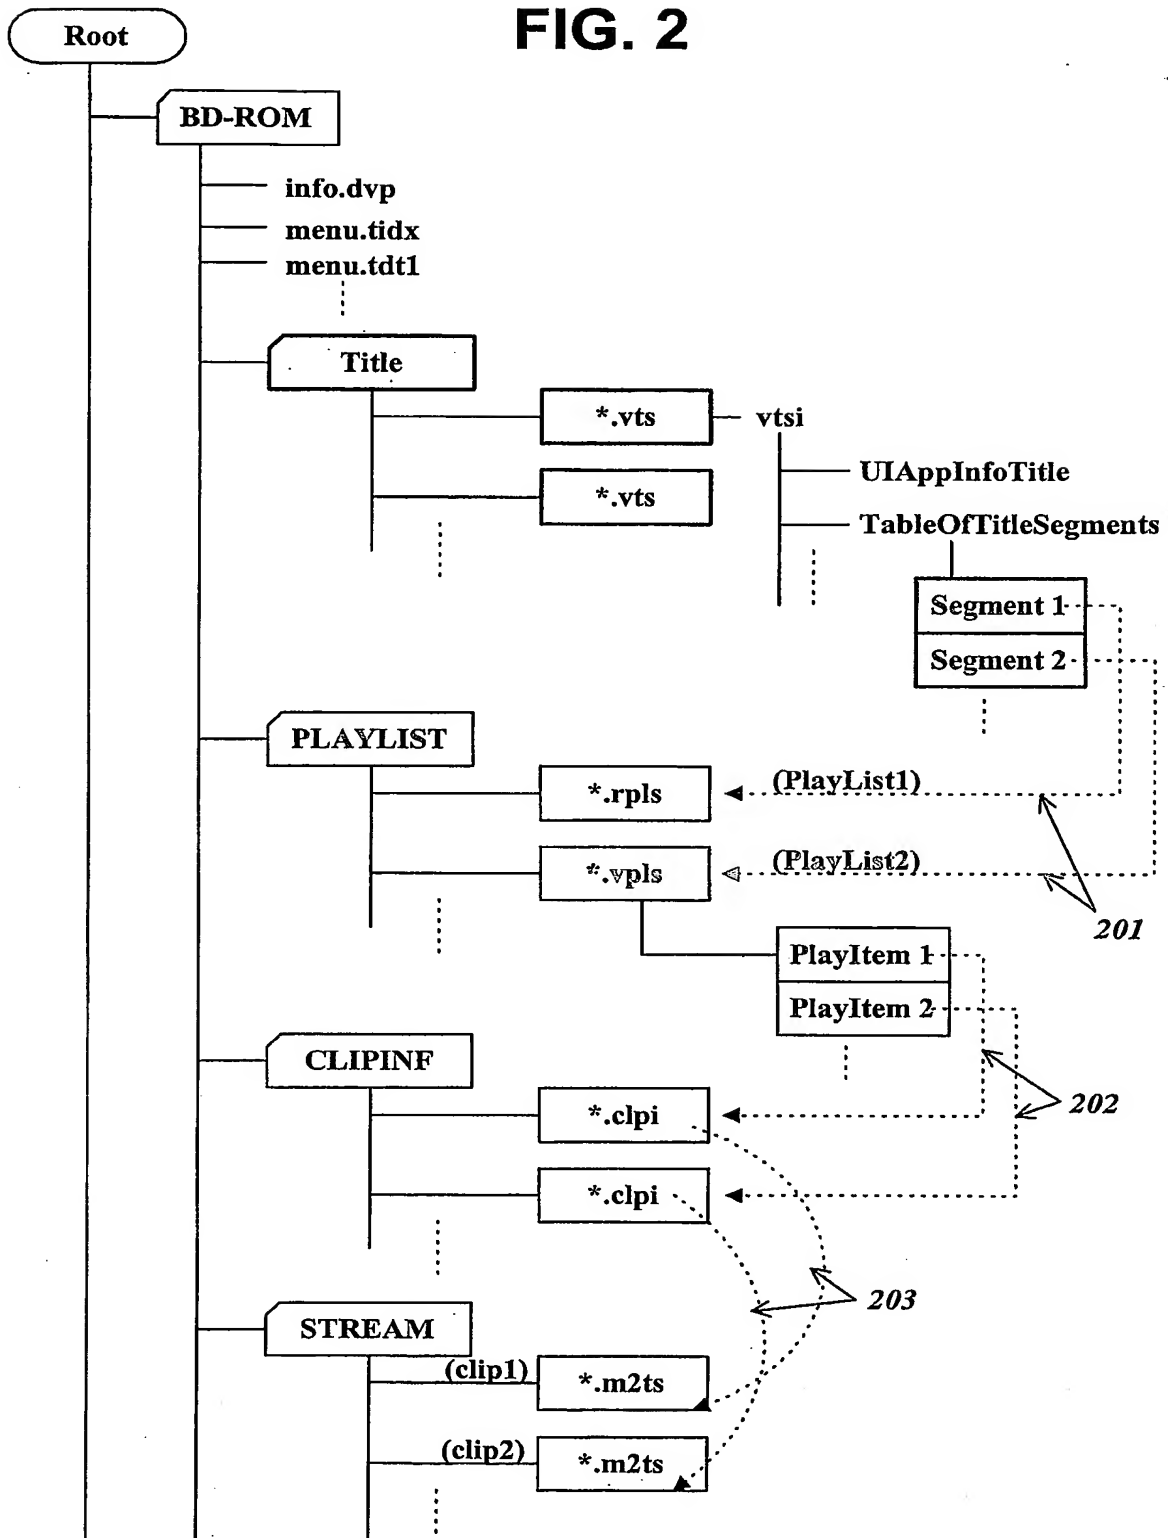 FIG. 2
Root
BD-ROM
info.dvp
menu.tidx
menu.tdt1
Title
*.vts
vtsi
UIAppInfoTitle
*.vts
TableOfTitleSegments
Segment 1
Segment 2
PLAYLIST
*.rpls
(PlayList1)
*.vpls
(PlayList2)
201
PlayItem 1
PlayItem 2
CLIPINF
*.clpi
202
*.clpi
203
STREAM
(clip1)
*.m2ts
(clip2)
*.m2ts